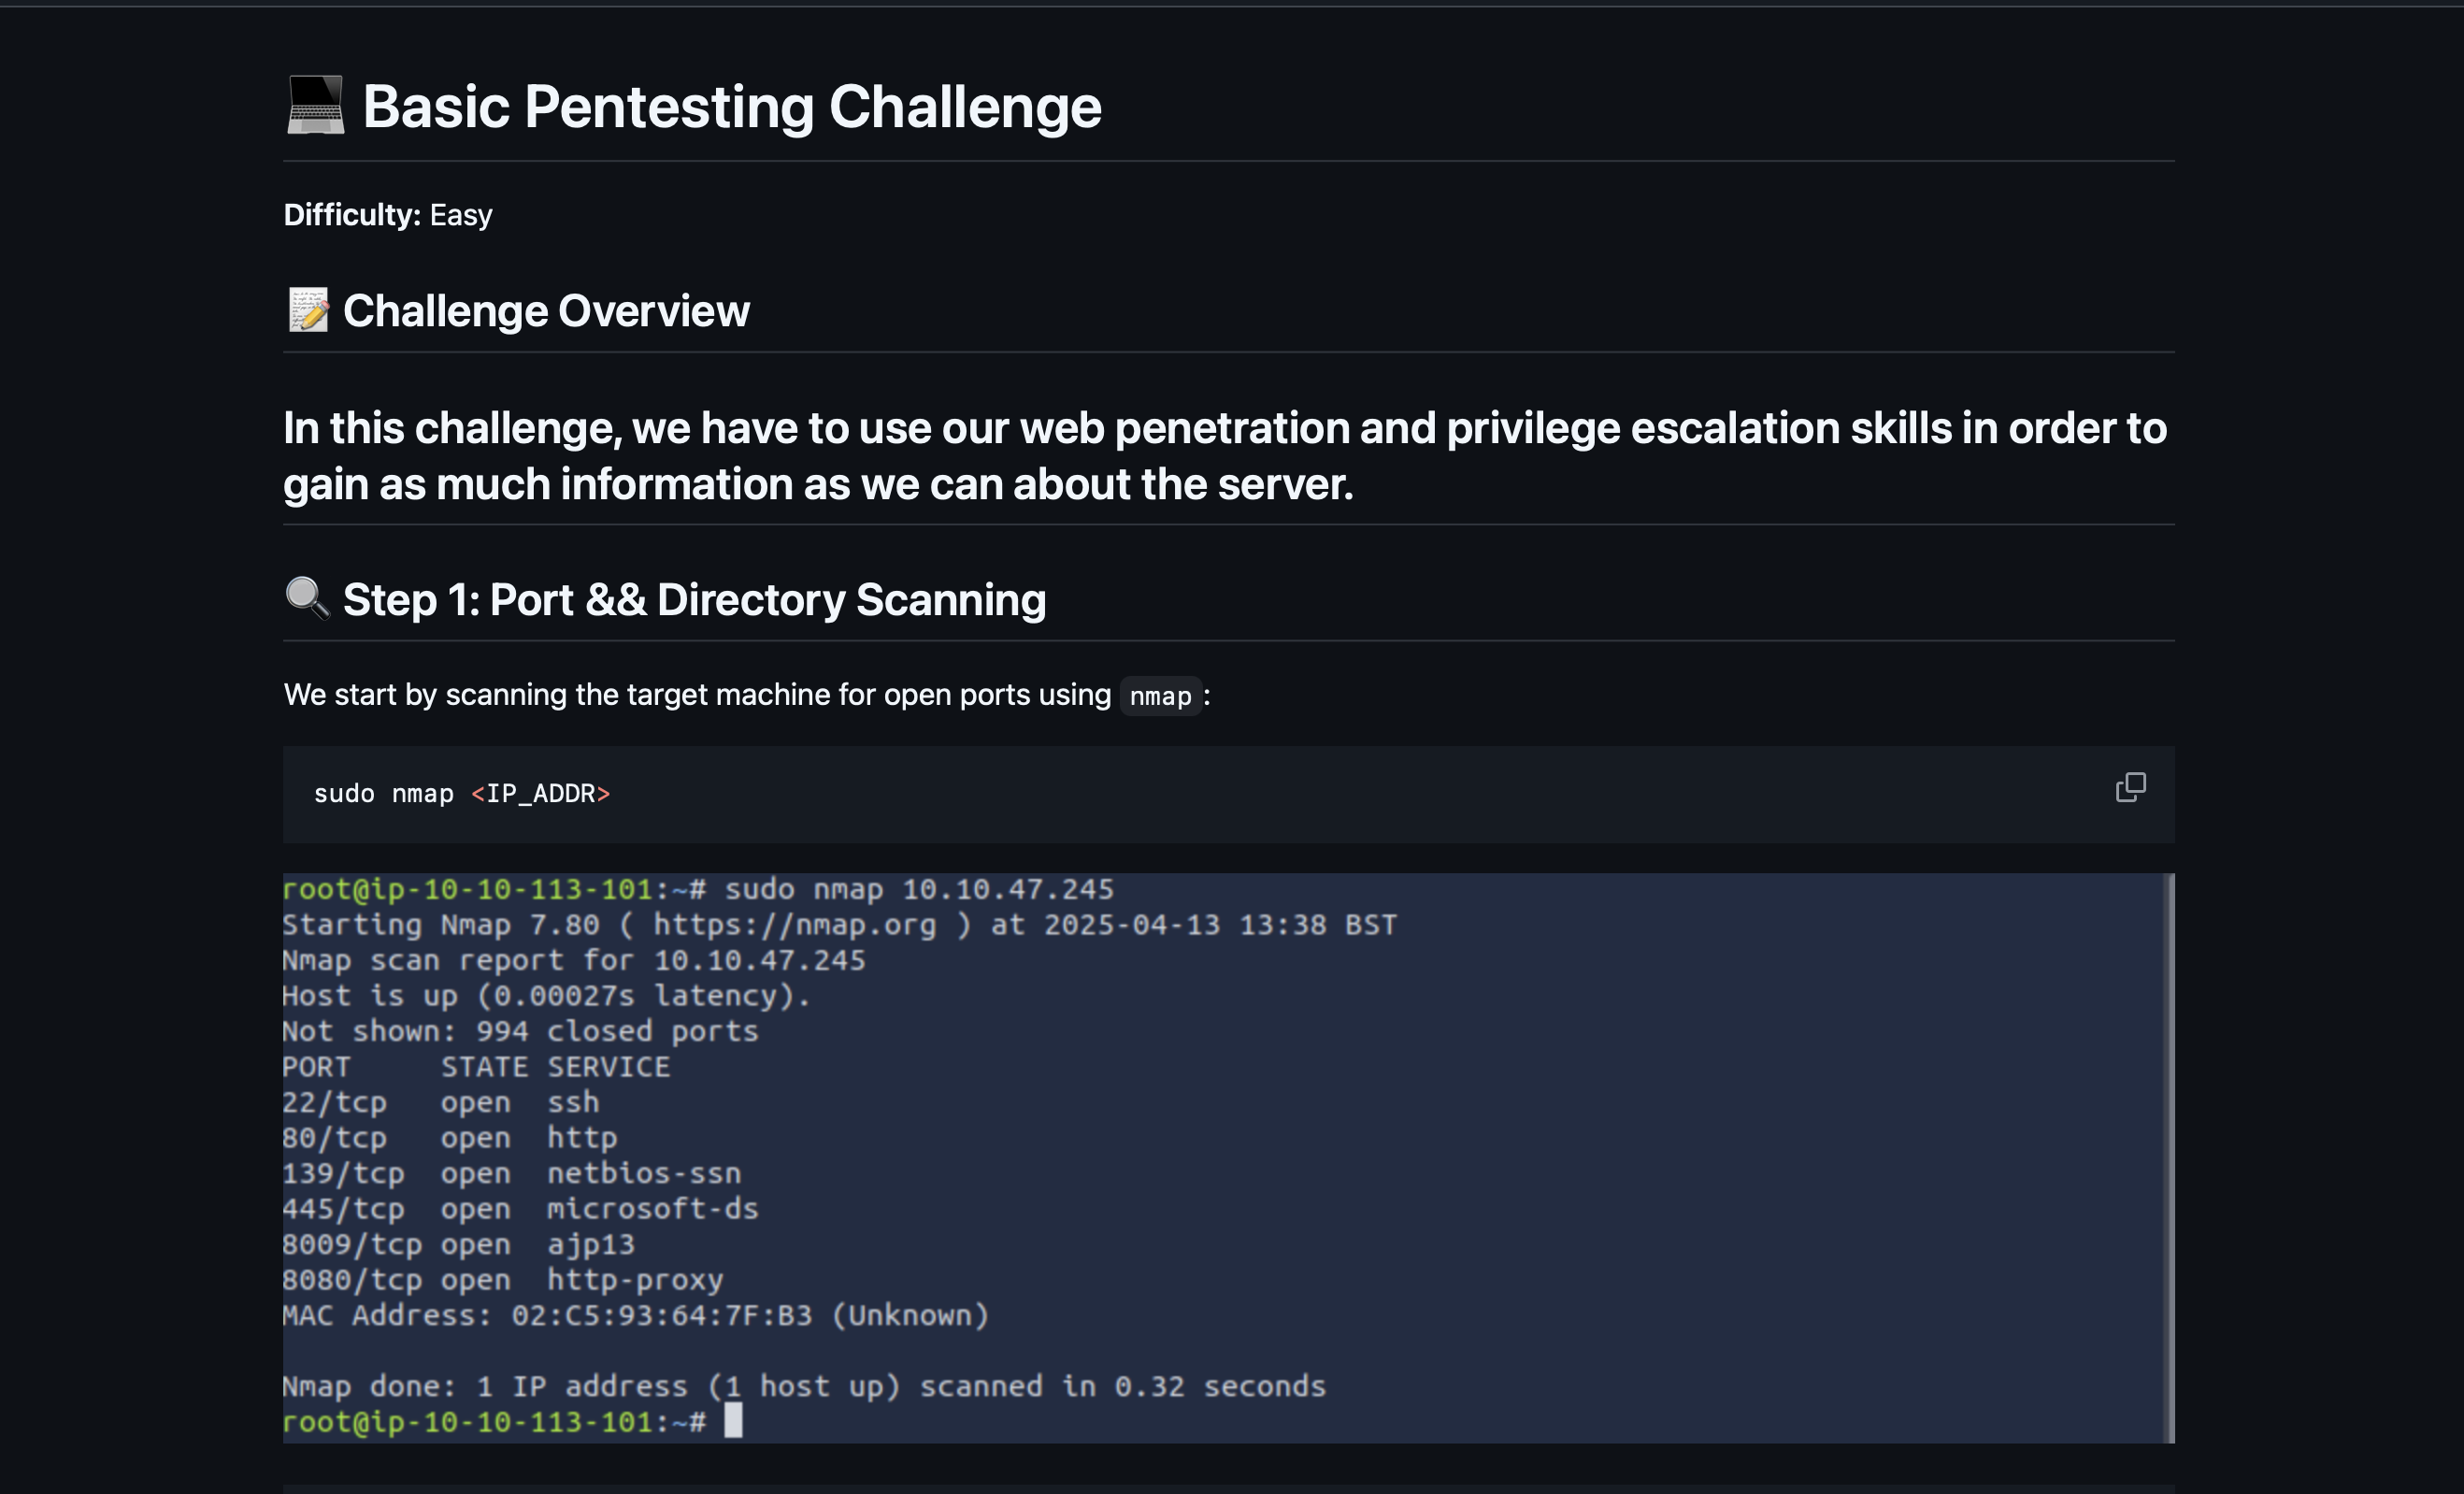 💻 Basic Pentesting Challenge
Difficulty: Easy
📝 Challenge Overview
In this challenge, we have to use our web penetration and privilege escalation skills in order to
gain as much information as we can about the server.
🔍 Step 1: Port && Directory Scanning
We start by scanning the target machine for open ports using nmap:
sudo nmap <IP_ADDR>
root@ip-10-10-113-101:~# sudo nmap 10.10.47.245
Starting Nmap 7.80 ( https://nmap.org ) at 2025-04-13 13:38 BST
Nmap scan report for 10.10.47.245
Host is up (0.00027s latency).
Not shown: 994 closed ports
PORT     STATE SERVICE
22/tcp   open  ssh
80/tcp   open  http
139/tcp  open  netbios-ssn
445/tcp  open  microsoft-ds
8009/tcp open  ajp13
8080/tcp open  http-proxy
MAC Address: 02:C5:93:64:7F:B3 (Unknown)
Nmap done: 1 IP address (1 host up) scanned in 0.32 seconds
root@ip-10-10-113-101:~#